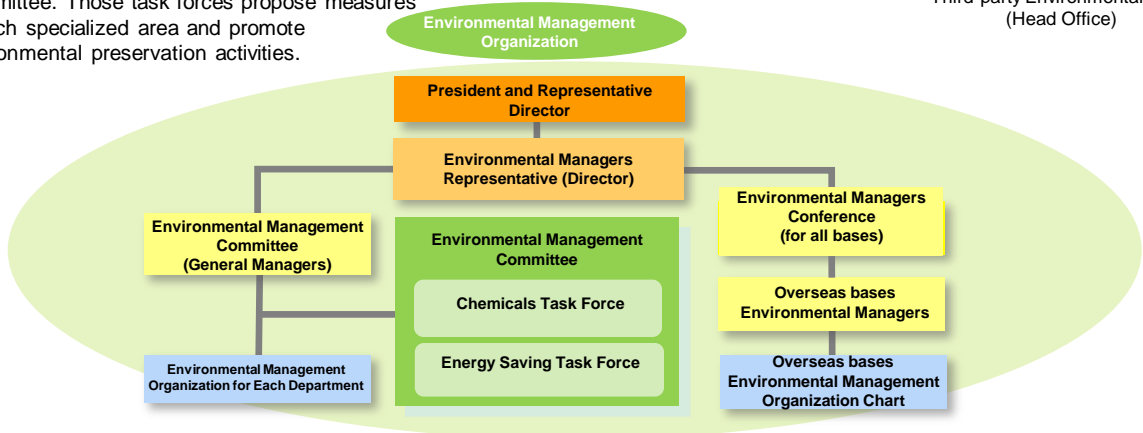 specialized area and promote
preservation activities.
Those task forces propose measures
Environmental Management
Organization
(Head Office)
President and Representative
Director
Environmental Managers
Representative (Director)
Environmental Management
Committee
(General Managers)
Environmental Management
Committee
Chemicals Task Force
Energy Saving Task Force
Environmental Management
Organization for Each Department
Environmental Managers
Conference
(for all bases)
Overseas bases
Environmental Managers
Overseas bases
Environmental Management
Organization Chart